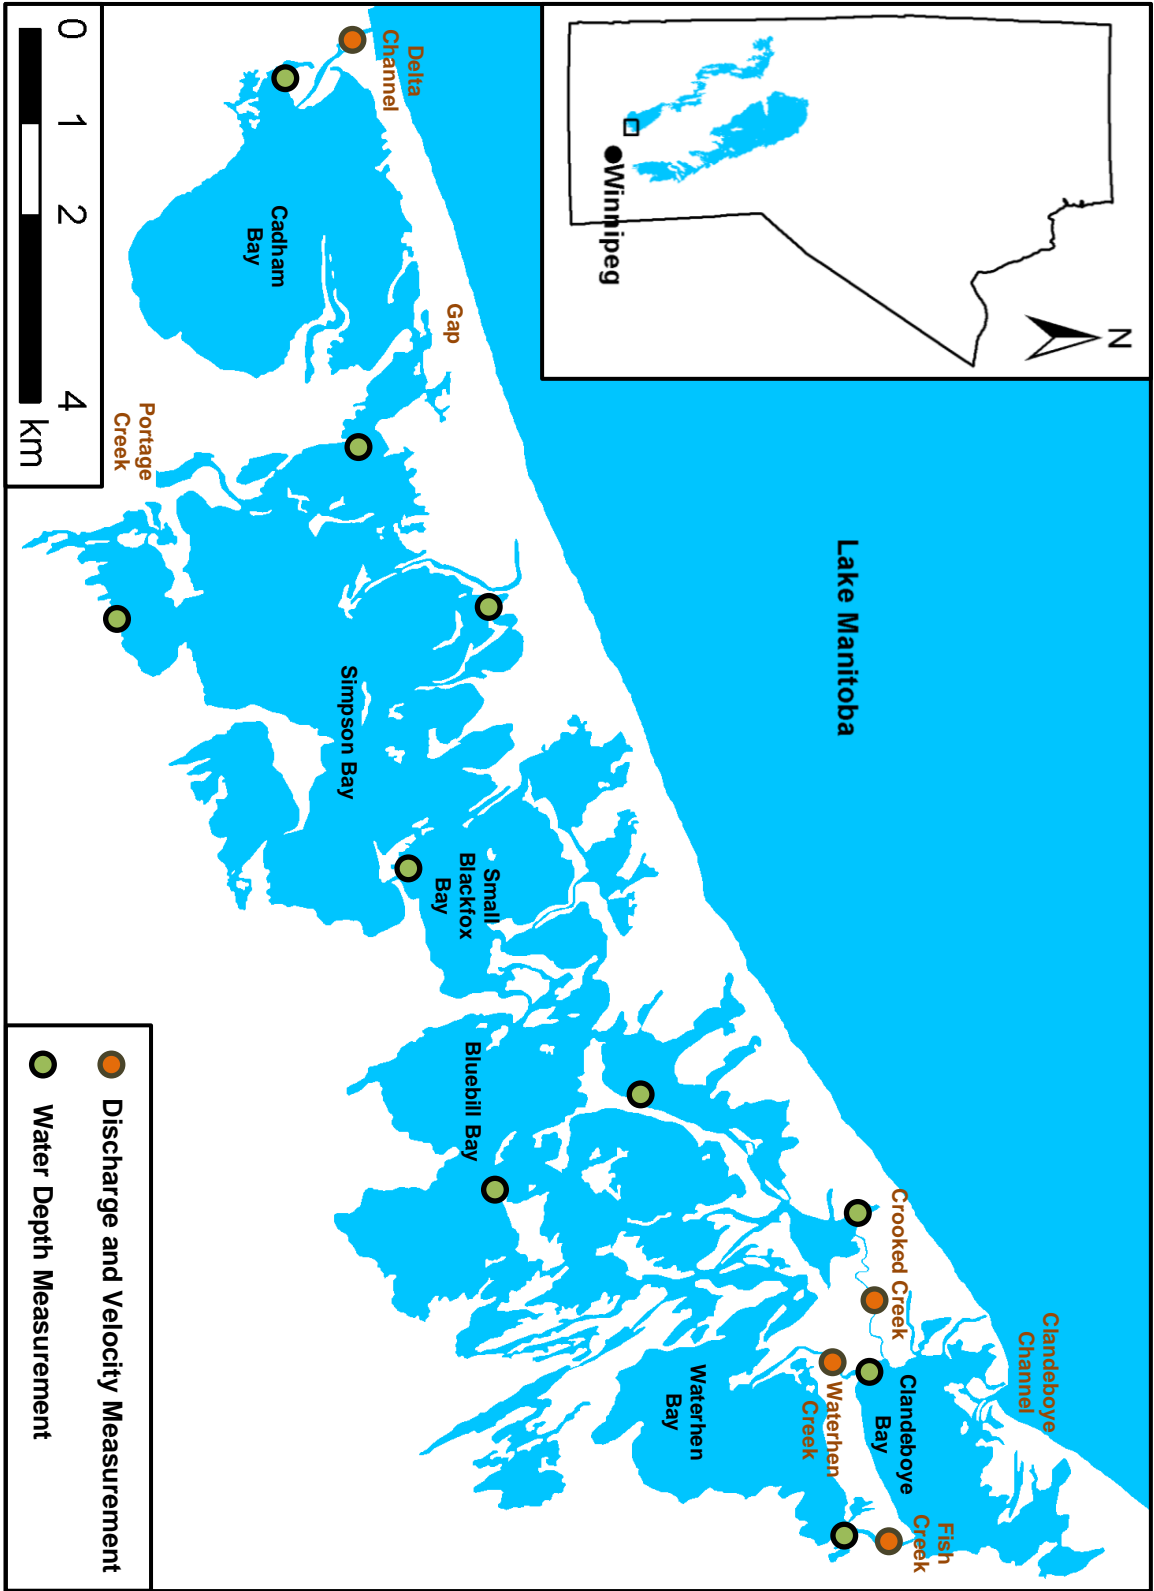 N
Winnipeg
Lake Manitoba
Delta
Channel
Gap
Cadham
Bay
Portage
Creek
Simpson Bay
Small
Blackfox
Bay
Bluebill Bay
Crooked Creek
Clandeboye
Channel
Clandeboye
Bay
Waterhen
Creek
Waterhen
Bay
Fish
Creek
0 1 2 4
km
Discharge and Velocity Measurement
Water Depth Measurement